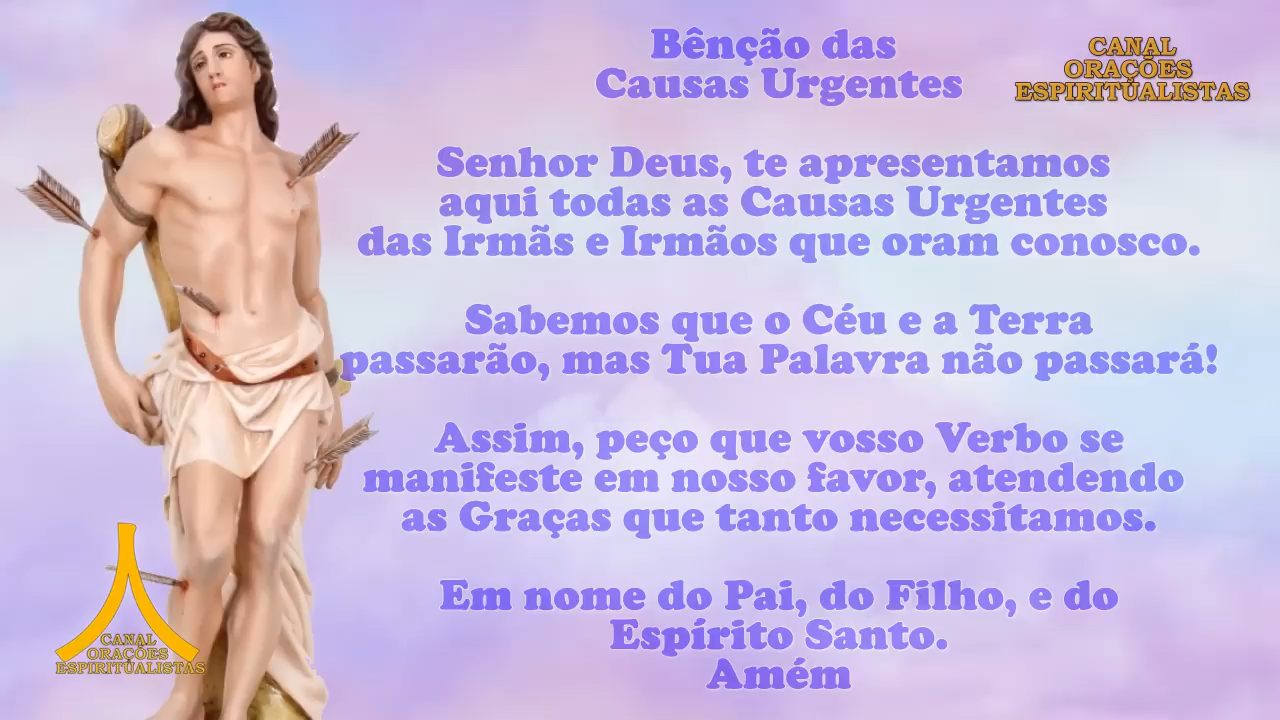 Bênção das
Causas Urgentes
CANAL
ORAÇÕES
ESPIRITUALISTAS
Senhor Deus, te apresentamos
aqui todas as Causas Urgentes
das Irmãs e Irmãos que oram conosco.
Sabemos que o Céu e a Terra
passarão, mas Tua Palavra não passará!
Assim, peço que vosso Verbo se
manifeste em nosso favor, atendendo
as Graças que tanto necessitamos.
Em nome do Pai, do Filho, e do
Espírito Santo.
Amém
CANAL
ORAÇÕES
ESPIRITUALISTAS